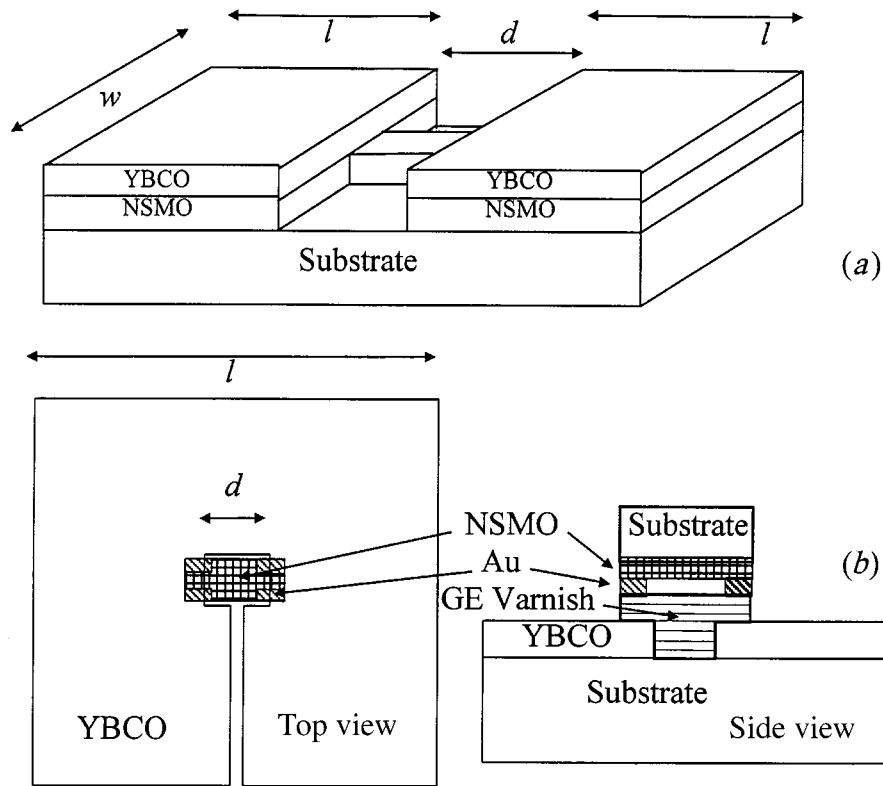 l
d
l
w
YBCO
YBCO
NSMO
NSMO
Substrate
(a)
l
d
NSMO
Substrate
Au
(b)
GE Varnish
YBCO
Substrate
YBCO
Top view
Side view